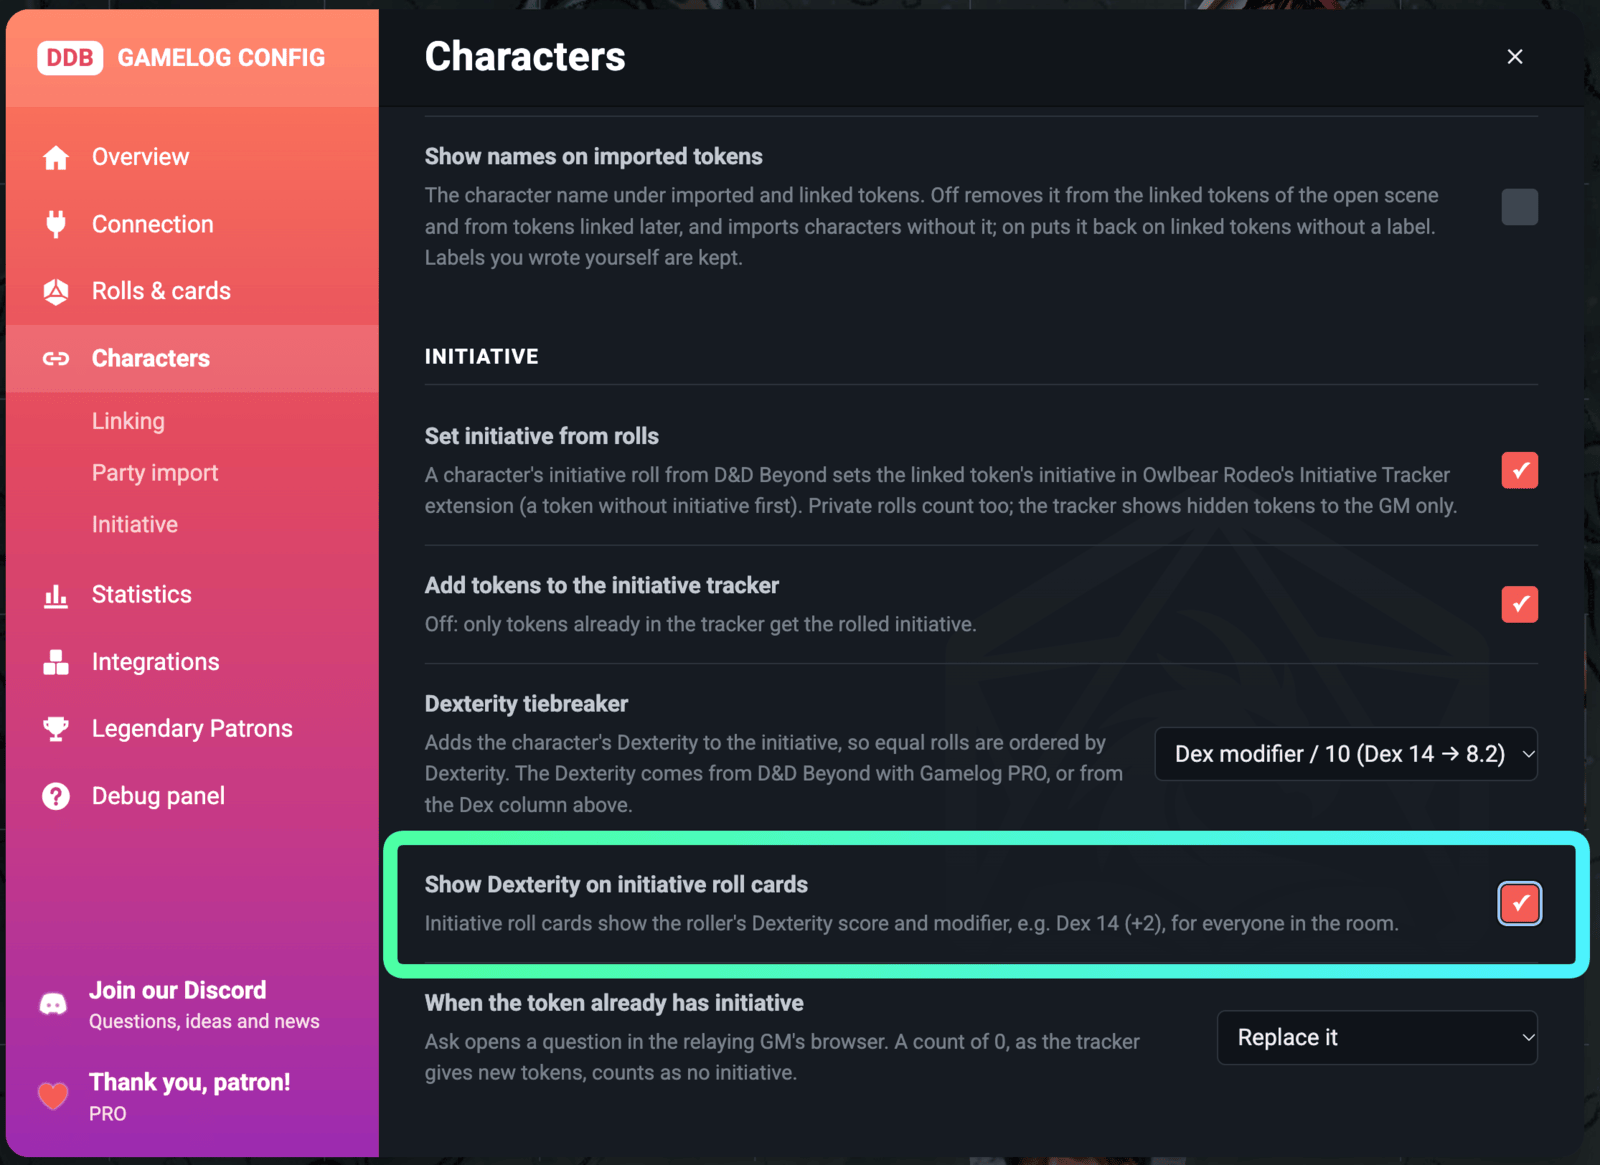 DDB GAMELOG CONFIG
Overview
Connection
Rolls & cards
Characters
Linking
Party import
Initiative
Statistics
Integrations
Legendary Patrons
Debug panel
Join our Discord
Questions, ideas and news
Thank you, patron!
PRO
Characters
Show names on imported tokens
The character name under imported and linked tokens. Off removes it from the linked tokens of the open scene
and from tokens linked later, and imports characters without it; on puts it back on linked tokens without a label.
Labels you wrote yourself are kept.
INITIATIVE
Set initiative from rolls
A character's initiative roll from D&D Beyond sets the linked token's initiative in Owlbear Rodeo's Initiative Tracker
extension (a token without initiative first). Private rolls count too; the tracker shows hidden tokens to the GM only.
Add tokens to the initiative tracker
Off: only tokens already in the tracker get the rolled initiative.
Dexterity tiebreaker
Adds the character's Dexterity to the initiative, so equal rolls are ordered by
Dexterity. The Dexterity comes from D&D Beyond with Gamelog PRO, or from
the Dex column above.
Dex modifier / 10 (Dex 14 → 8.2)
Show Dexterity on initiative roll cards
Initiative roll cards show the roller's Dexterity score and modifier, e.g. Dex 14 (+2), for everyone in the room.
When the token already has initiative
Ask opens a question in the relaying GM's browser. A count of 0, as the tracker
gives new tokens, counts as no initiative.
Replace it